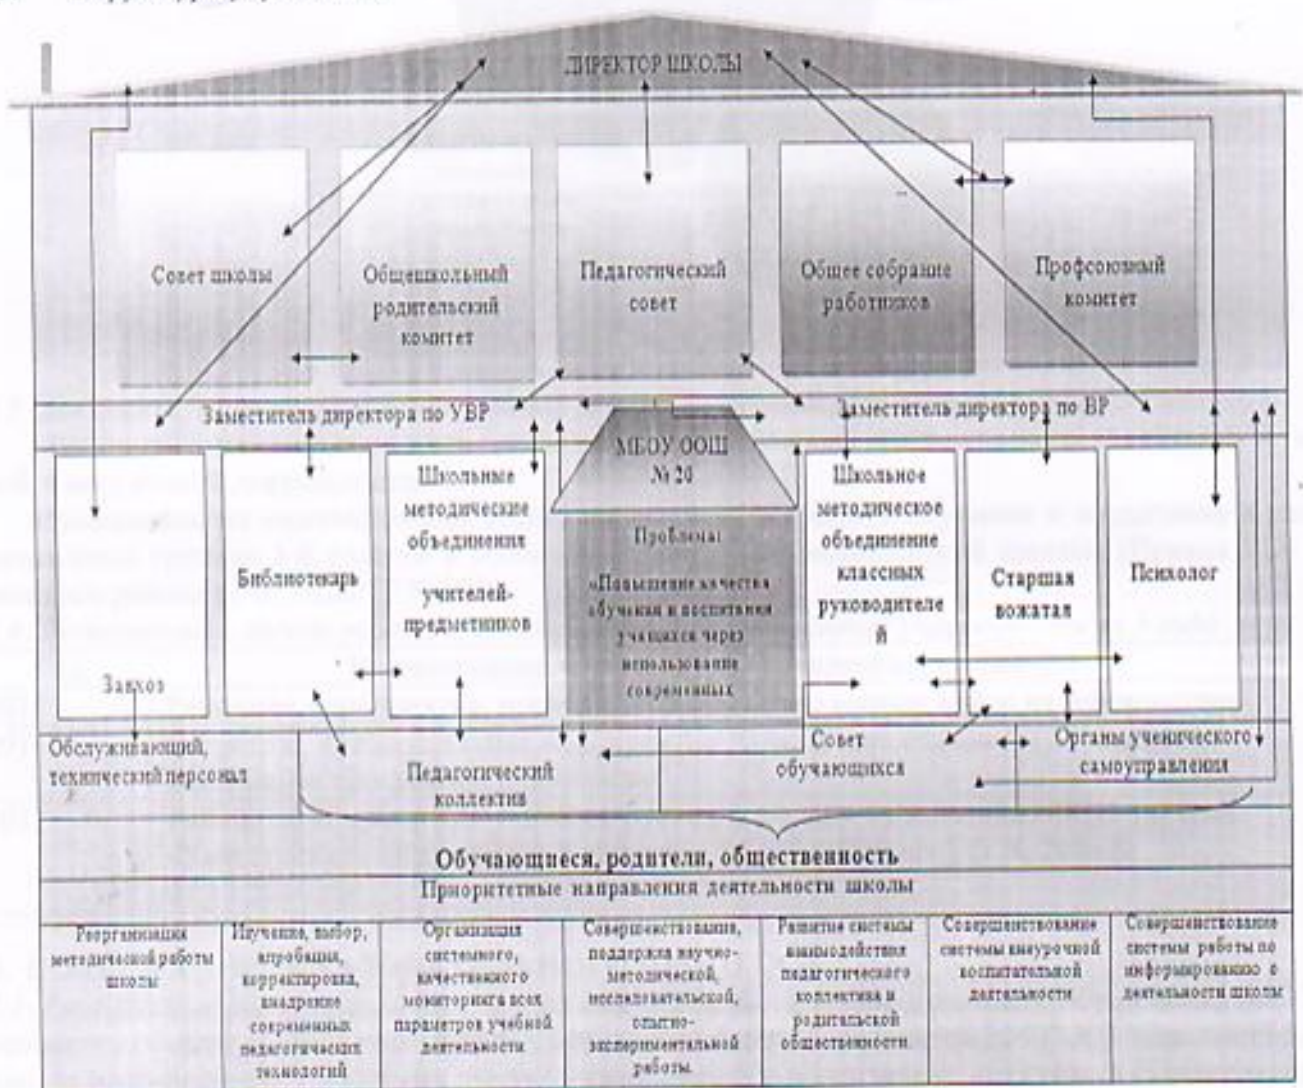 ДИРЕКТОР ШКОЛЫ
Совет школы
Общешкольный
родительский
комитет
Педагогический
совет
Общее собрание
работников
Профсоюзный
комитет
Заместитель директора по УВР
Заместитель директора по ВР
Завхоз
Библиотекарь
Школьные
методические
объединения
учителей-
предметников
МБОУ ООШ
№ 20
Проблема:
«Повышение качества
обучения и воспитания
учащихся через
использование
современных
Школьное
методическое
объединение
классных
руководителе
й
Старшая
вожатая
Психолог
Обслуживающий,
технический персонал
Педагогический
коллектив
Совет
обучающихся
Органы ученического
самоуправления
Обучающиеся, родители, общественность
Приоритетные направления деятельности школы
Реорганизация
методической работы
школы
Изучение, выбор,
апробация,
корректировка,
внедрение
современных
педагогических
технологий
Организация
системного,
качественного
мониторинга всех
параметров учебной
деятельности
Совершенствования,
поддержка научно-
методической,
исследовательской,
опытно-
экспериментальной
работы.
Развитие системы
взаимодействия
педагогического
коллектива и
родительской
общественности.
Совершенствование
системы внеурочной
воспитательной
деятельности
Совершенствование
системы работы по
информированию о
деятельности школы